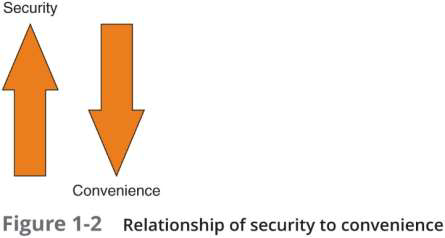 Security
Convenience
Figure 1-2 Relationship of security to convenience